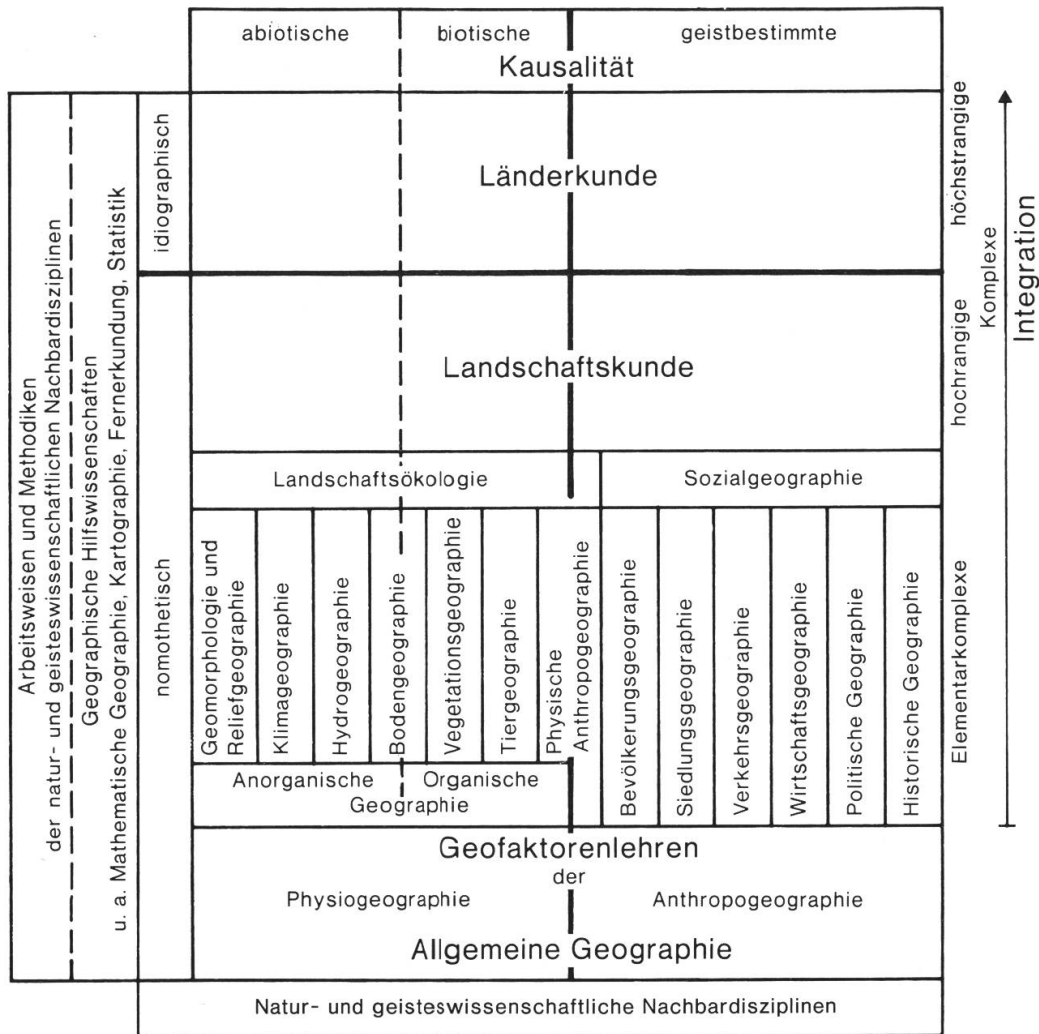 abiotische
biotische
geistbestimmte
Kausalität
Arbeitsweisen und Methodiken
der natur- und geisteswissenschaftlichen Nachbardisziplinen
Geographische Hilfswissenschaften
u. a. Mathematische Geographie, Kartographie, Fernerkundung, Statistik
idiographisch
nomothetisch
Länderkunde
Landschaftskunde
höchstrangige
hochrangige
Komplexe
Integration
Landschaftsökologie
Sozialgeographie
Geomorphologie und
Reliefgeographie
Klimageographie
Hydrogeographie
Bodengeographie
Vegetationsgeographie
Tiergeographie
Physische
Anthropogeographie
Bevölkerungsgeographie
Siedlungsgeographie
Verkehrsgeographie
Wirtschaftsgeographie
Politische Geographie
Historische Geographie
Elementarkomplexe
Anorganische
Organische
Geographie
Geofaktorenlehren
der
Physiogeographie
Anthropogeographie
Allgemeine Geographie
Natur- und geisteswissenschaftliche Nachbardisziplinen